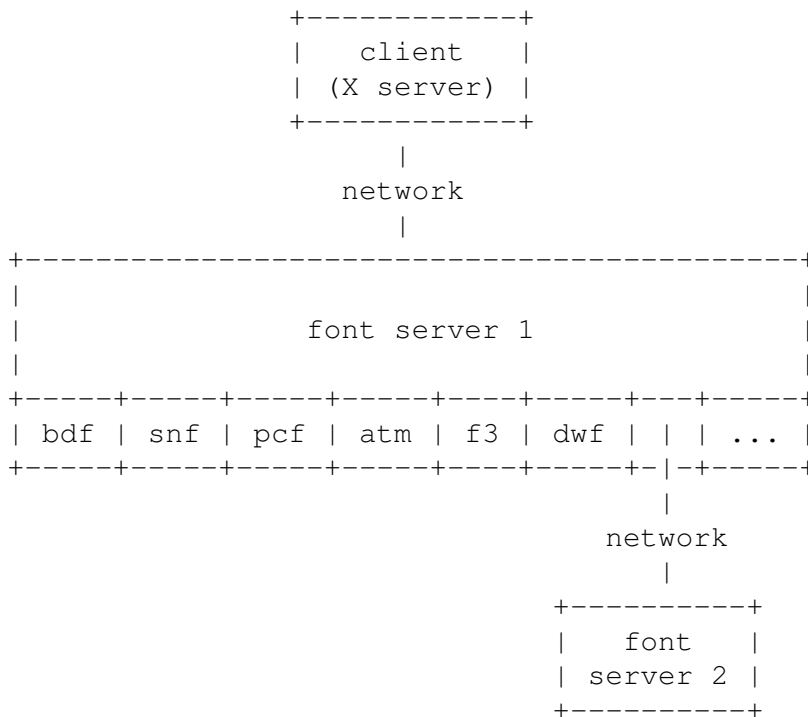 client
(X server)
network
font server 1
bdf | snf | pcf | atm | f3 | dwf | | | ...
network
font
server 2